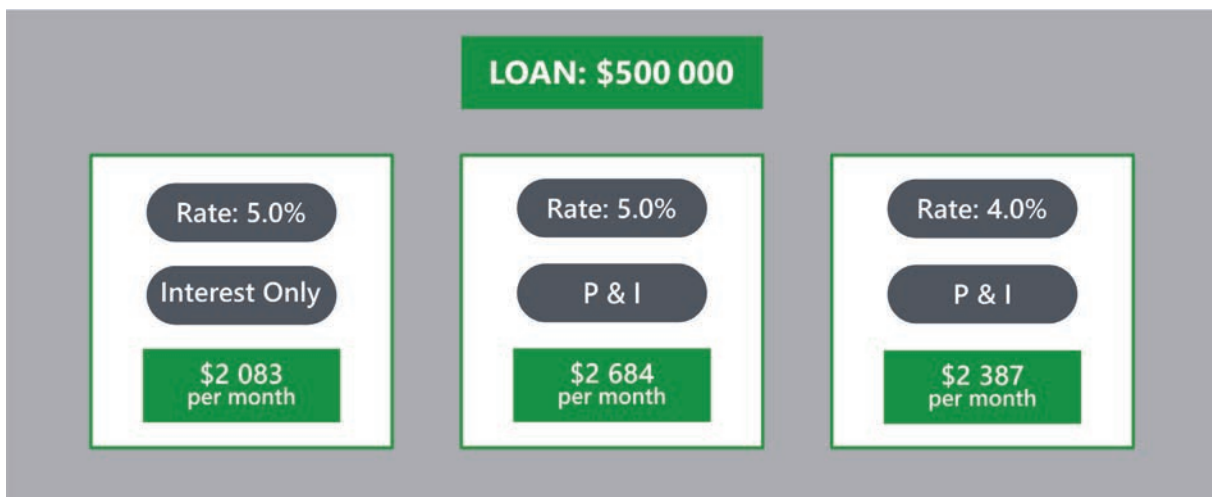 LOAN: $500 000
Rate: 5.0%
Interest Only
$2 083
per month
Rate: 5.0%
P & I
$2 684
per month
Rate: 4.0%
P & I
$2 387
per month